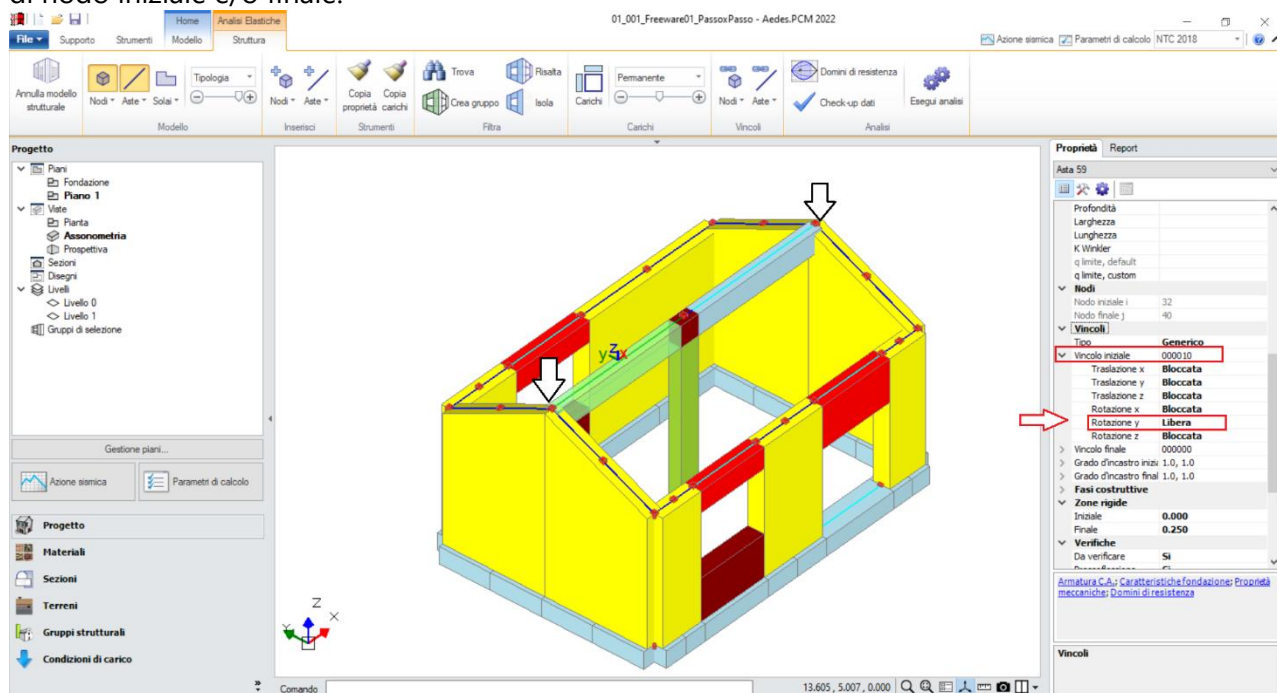 di nodo iniziale e/o finale.
Home Analisi Elastiche
01_001_Freeware01_PassoxPasso - Aedes.PCM 2022
File Supporto Strumenti Modello Struttura
Azione sismica Parametri di calcolo NTC 2018
Annulla modello strutturale
Nodi Aste Solai
Tipologia
Modello
Nodi Aste
Inserisci
Copia proprietà
Copia carichi
Strumenti
Trova
Crea gruppo
Risalta
Isola
Filtra
Carichi
Permanente
Carichi
Nodi Aste
Vincoli
Domini di resistenza
Check-up dati
Esegui analisi
Analisi
Progetto
Piani
Fondazione
Piano 1
Viste
Pianta
Assonometria
Prospettiva
Sezioni
Disegni
Livelli
Livello 0
Livello 1
Gruppi di selezione
Gestione piani...
Azione sismica
Parametri di calcolo
Progetto
Materiali
Sezioni
Terreni
Gruppi strutturali
Condizioni di carico
y z x
Z
X
Y
Comando
13.605 , 5.007 , 0.000
Proprietà Report
Asta 59
Profondità
Larghezza
Lunghezza
K Winkler
q limite, default
q limite, custom
Nodi
Nodo iniziale i 32
Nodo finale j 40
Vincoli
Tipo Generico
Vincolo iniziale 000010
Traslazione x Bloccata
Traslazione y Bloccata
Traslazione z Bloccata
Rotazione x Bloccata
Rotazione y Libera
Rotazione z Bloccata
Vincolo finale 000000
Grado d'incastro inizia 1.0, 1.0
Grado d'incastro final 1.0, 1.0
Fasi costruttive
Zone rigide
Iniziale 0.000
Finale 0.250
Verifiche
Da verificare Sì
Armatura C.A.; Caratteristiche fondazione; Proprietà
meccaniche; Domini di resistenza
Vincoli